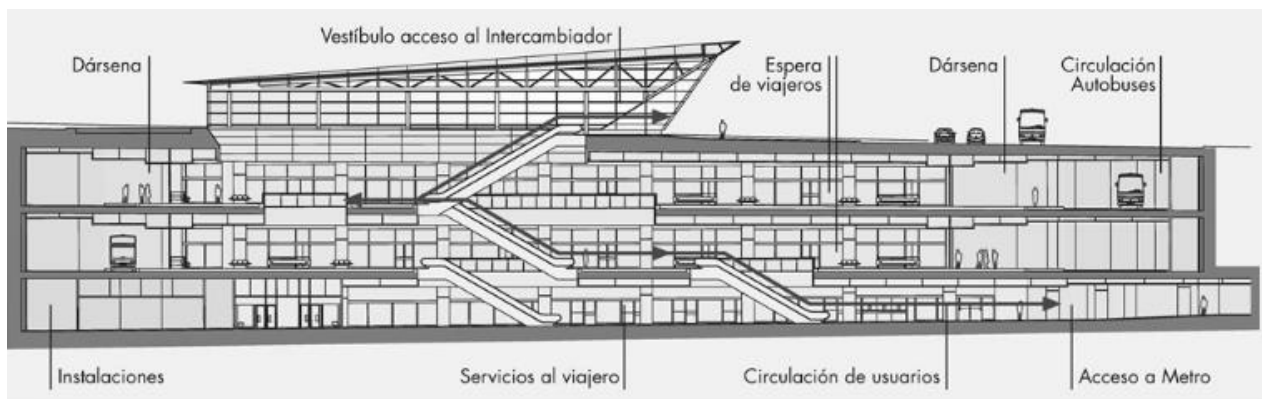 Vestíbulo acceso al Intercambiador
Dársena
Espera
de viajeros
Dársena
Circulación
Autobuses
Instalaciones
Servicios al viajero
Circulación de usuarios
Acceso a Metro